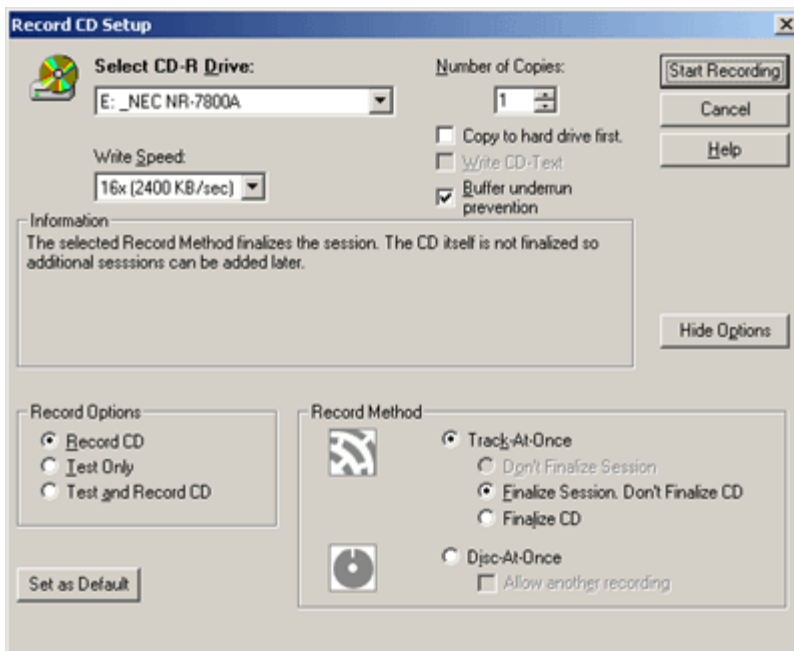 Record CD Setup
Select CD-R Drive:
E: _NEC NR-7800A
Number of Copies:
1
Start Recording
Cancel
Help
Copy to hard drive first.
Write CD-Text
Buffer underrun
prevention
Write Speed:
16x (2400 KB/sec)
Information
The selected Record Method finalizes the session. The CD itself is not finalized so
additional sesssions can be added later.
Hide Options
Record Options
Record CD
Test Only
Test and Record CD
Set as Default
Record Method
Track-At-Once
Don't Finalize Session
Finalize Session. Don't Finalize CD
Finalize CD
Disc-At-Once
Allow another recording